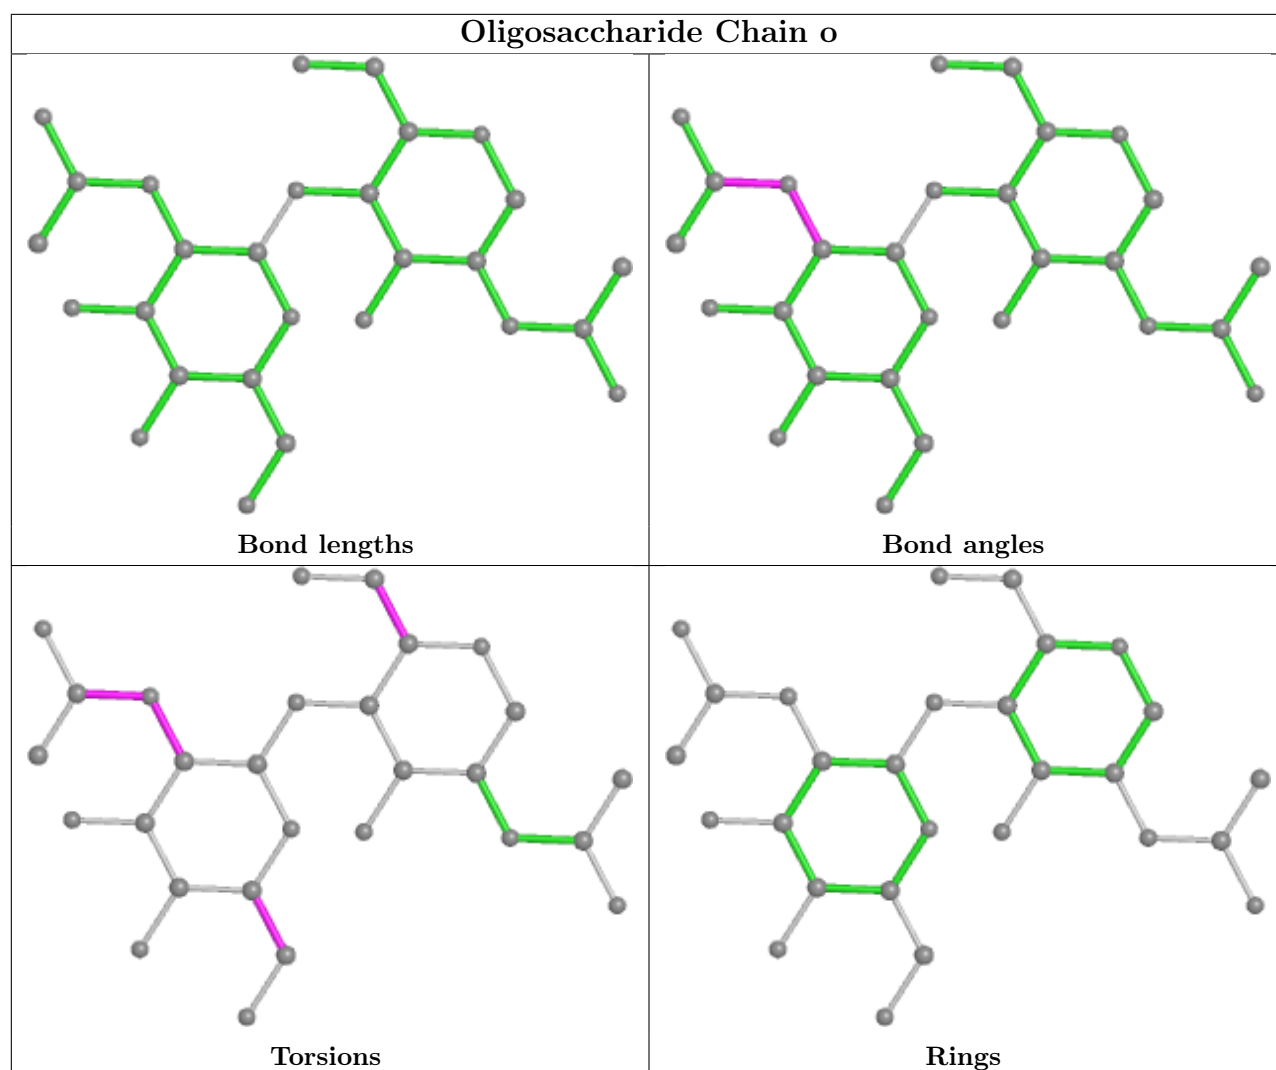 Oligosaccharide Chain o
Bond lengths
Bond angles
Torsions
Rings